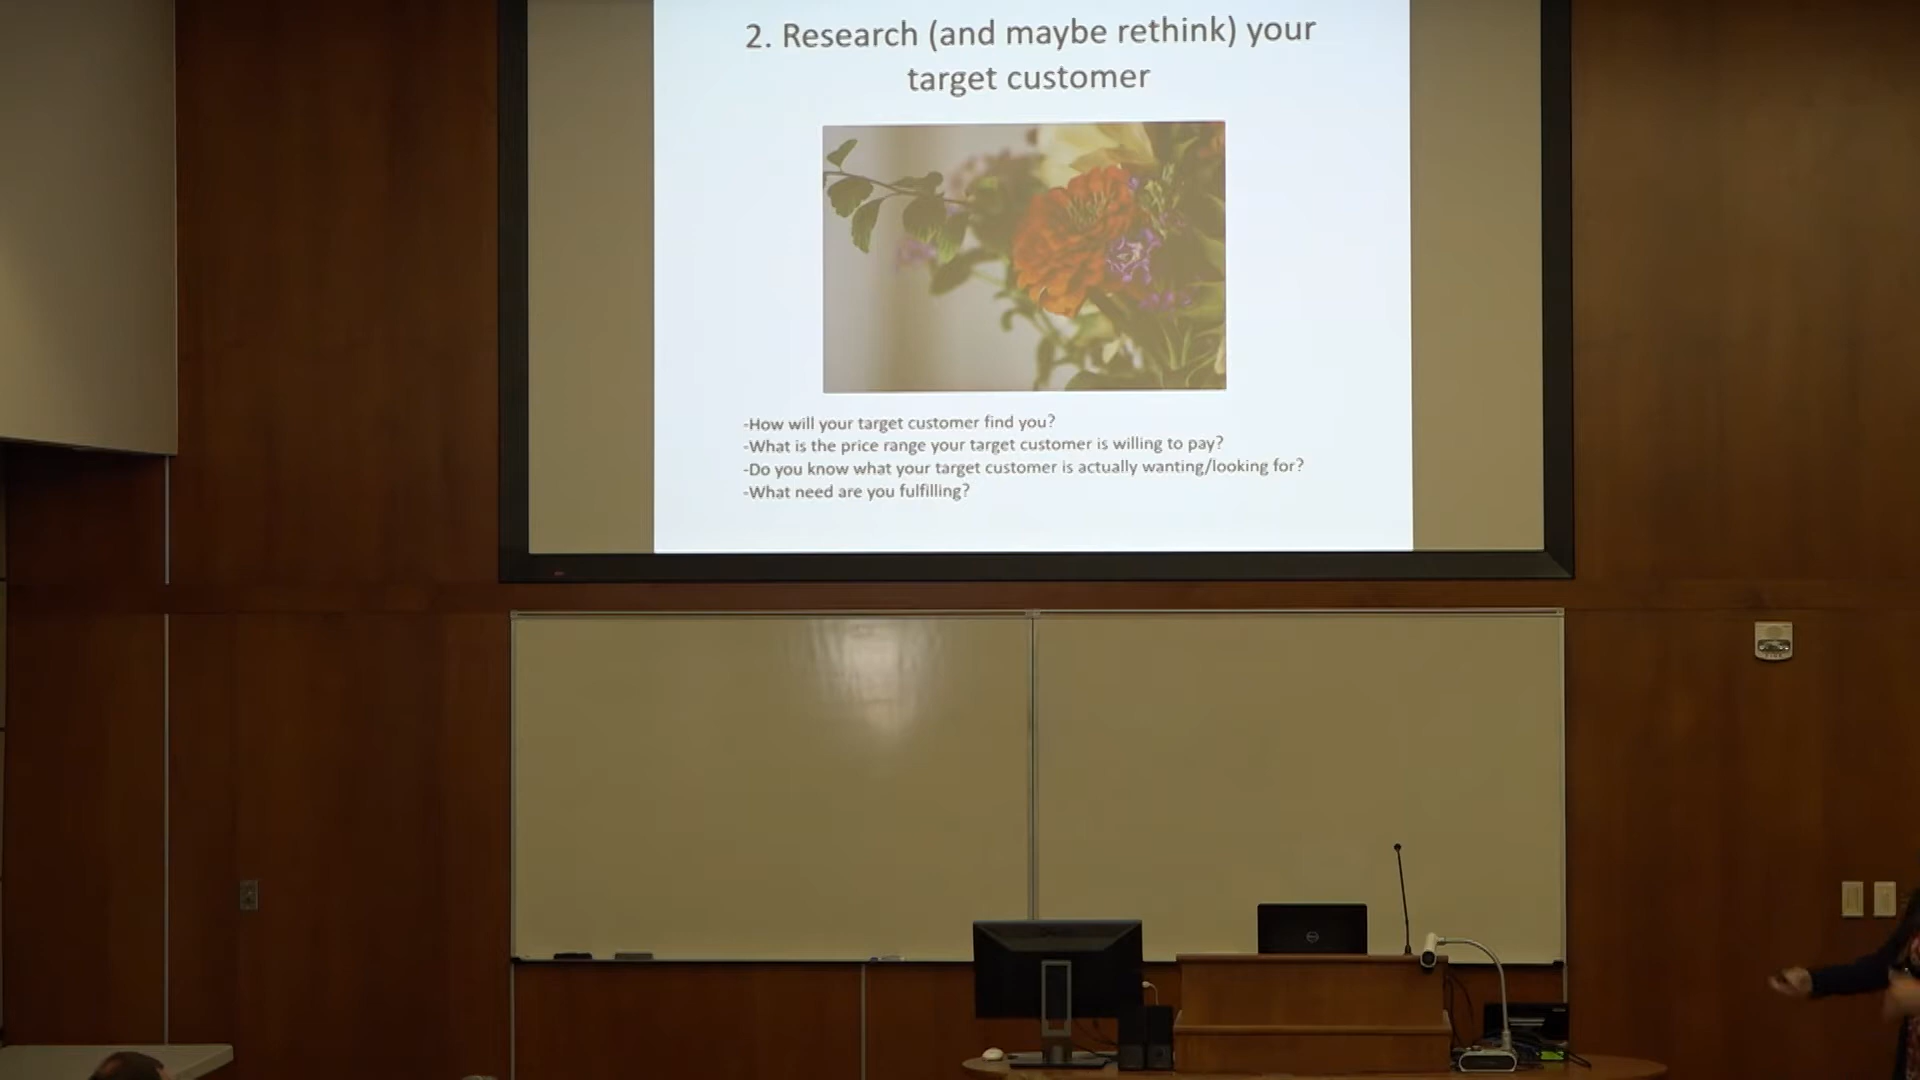 2. Research (and maybe rethink) your
target customer
-How will your target customer find you?
-What is the price range your target customer is willing to pay?
-Do you know what your target customer is actually wanting/looking for?
-What need are you fulfilling?